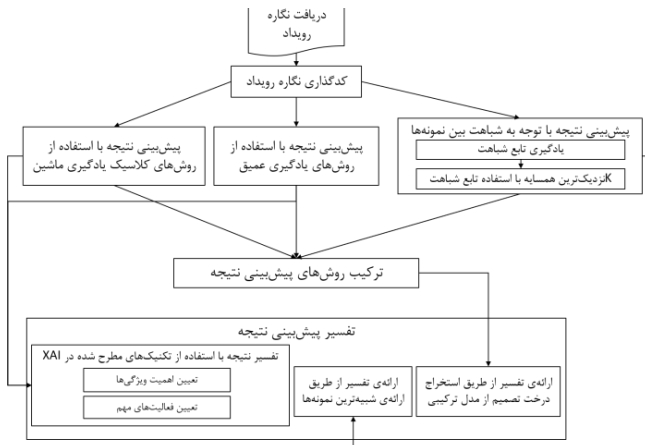 دریافت نگاره
رویداد
کدگذاری نگاره رویداد
پیش‌بینی نتیجه با توجه به شباهت بین نمونه‌ها
یادگیری تابع شباهت
Kنزدیک‌ترین همسایه با استفاده تابع شباهت
پیش‌بینی نتیجه با استفاده از
روش‌های یادگیری عمیق
پیش‌بینی نتیجه با استفاده از
روش‌های کلاسیک یادگیری ماشین
ترکیب روش‌های پیش‌بینی نتیجه
تفسیر پیش‌بینی نتیجه
ارائه‌ی تفسیر از طریق استخراج
درخت تصمیم از مدل ترکیبی
ارائه‌ی تفسیر از طریق
ارائه‌ی شبیه‌ترین نمونه‌ها
تفسیر نتیجه با استفاده از تکنیک‌های مطرح شده در XAI
تعیین اهمیت ویژگی‌ها
تعیین فعالیت‌های مهم